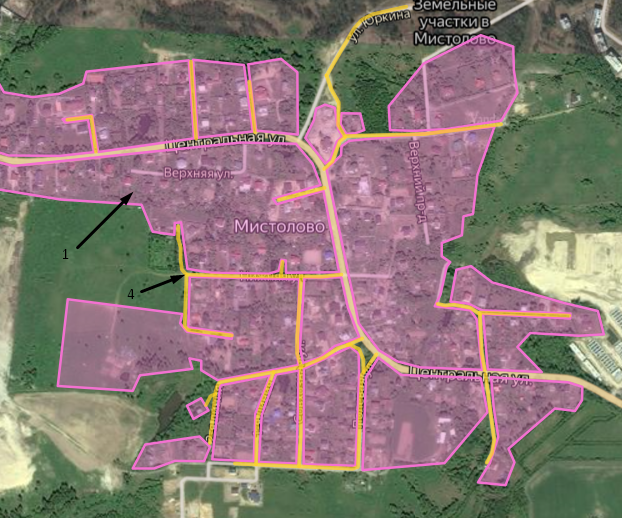 Земельные
участки в
Мистолово
ул. Юркина
Центральная ул.
Верхняя ул.
Верхний пр-д
Мистолово
1
4
Центральная ул.